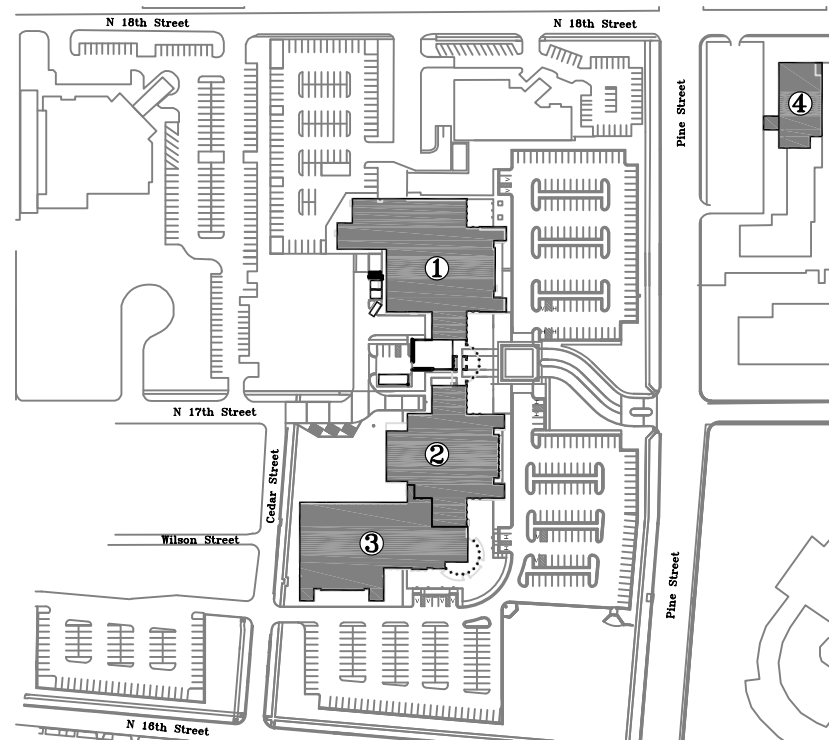 N 18th Street
N 18th Street
Pine Street
4
1
N 17th Street
2
Cedar Street
Wilson Street
3
Pine Street
N 16th Street